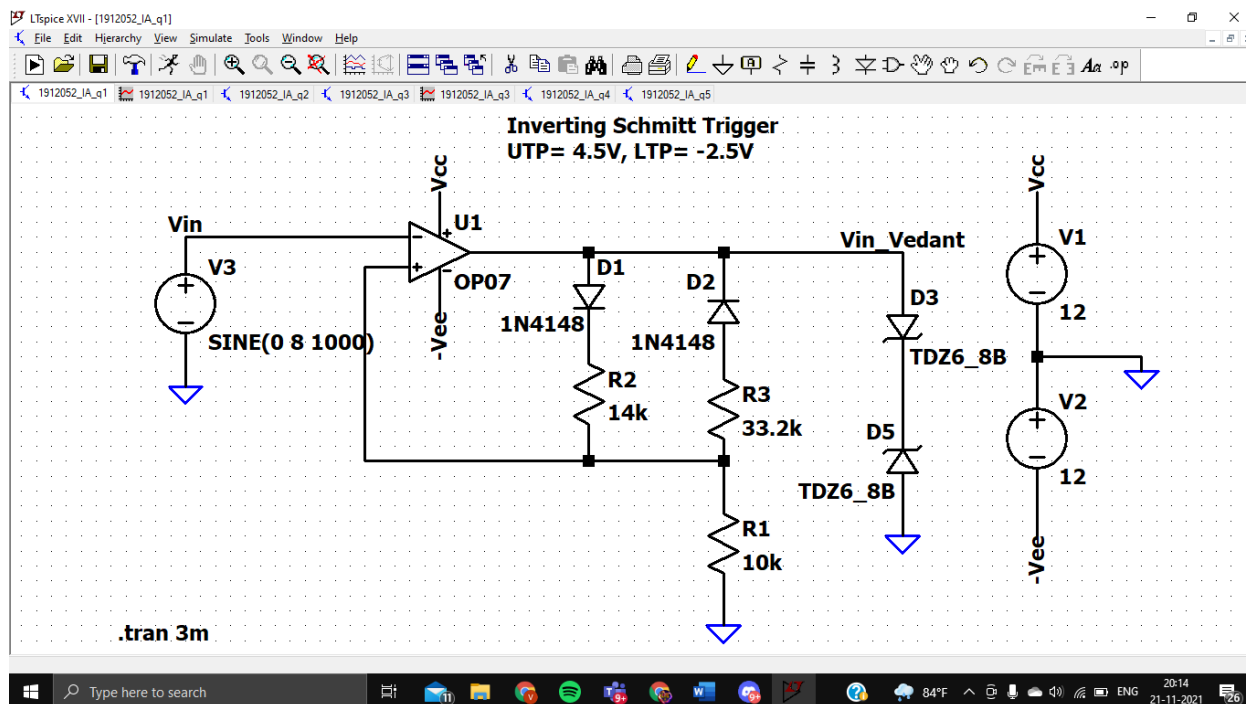 LTspice XVII - [1912052_IA_q1]
File Edit Hierarchy View Simulate Tools Window Help
1912052_IA_q1 1912052_IA_q1 1912052_IA_q2 1912052_IA_q3 1912052_IA_q3 1912052_IA_q4 1912052_IA_q5
Inverting Schmitt Trigger
UTP= 4.5V, LTP= -2.5V
Vcc
Vcc
Vin
U1
Vin_Vedant
V1
V3
D1
D2
OP07
D3
12
1N4148
1N4148
SINE(0 8 1000)
-Vee
TDZ6_8B
R2
14k
R3
33.2k
V2
D5
12
TDZ6_8B
R1
10k
-Vee
.tran 3m
Type here to search
84°F
ENG
20:14
21-11-2021